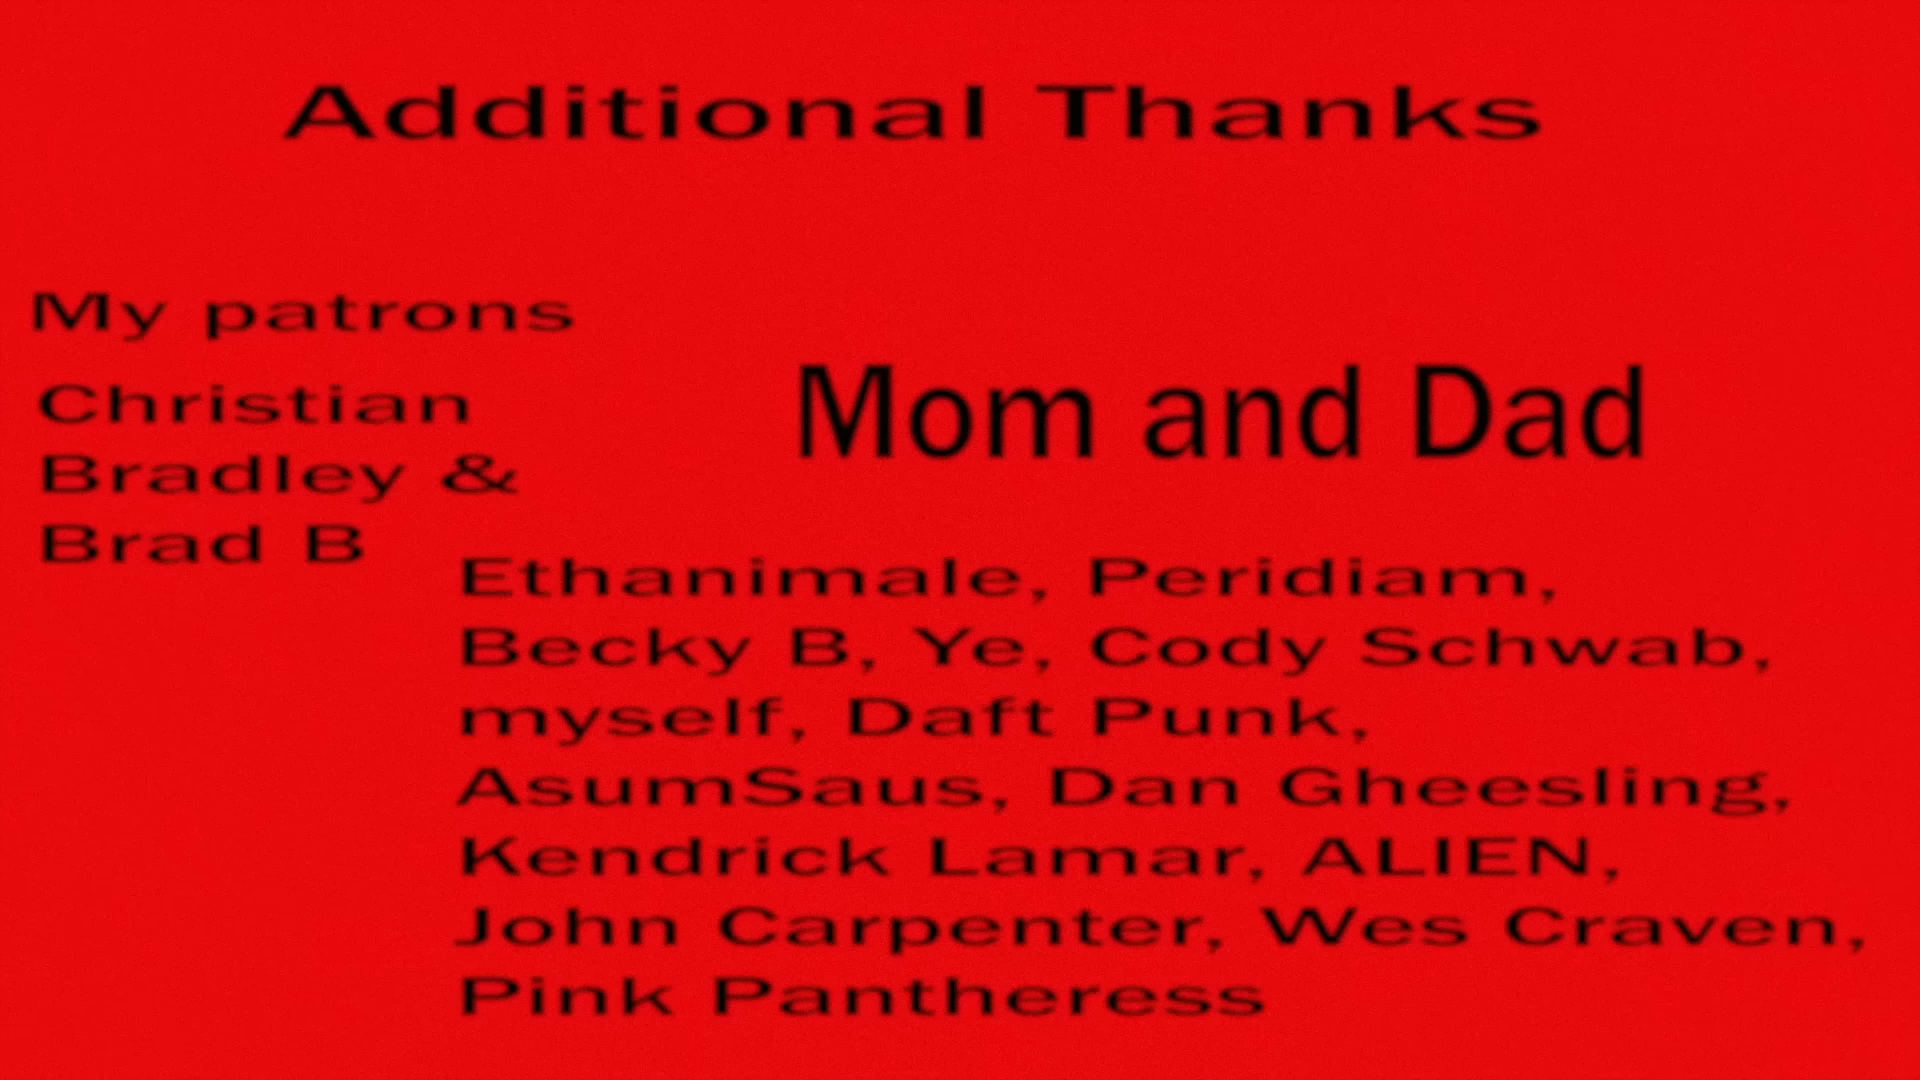 Additional Thanks
My patrons
Christian
Bradley &
Brad B
Mom and Dad
Ethanimale, Peridiam,
Becky B, Ye, Cody Schwab,
myself, Daft Punk,
AsumSaus, Dan Gheesling,
Kendrick Lamar, ALIEN,
John Carpenter, Wes Craven,
Pink Pantheress